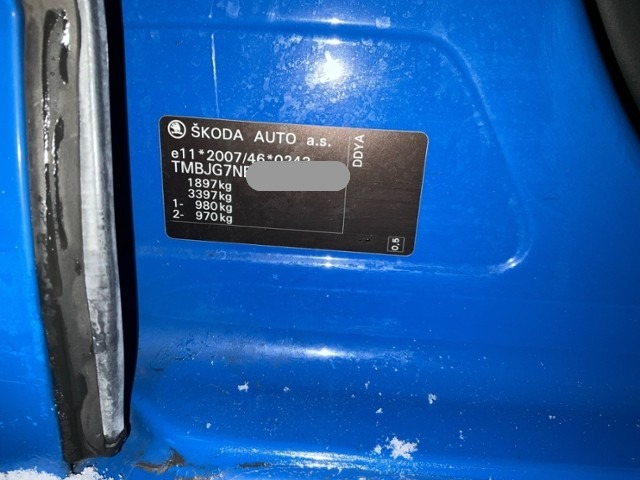 ŠKODA AUTO a.s.
e11*2007/46*0243
TMBJG7NE
1897kg
3397kg
1- 980kg
2- 970kg
DDYA
0.5